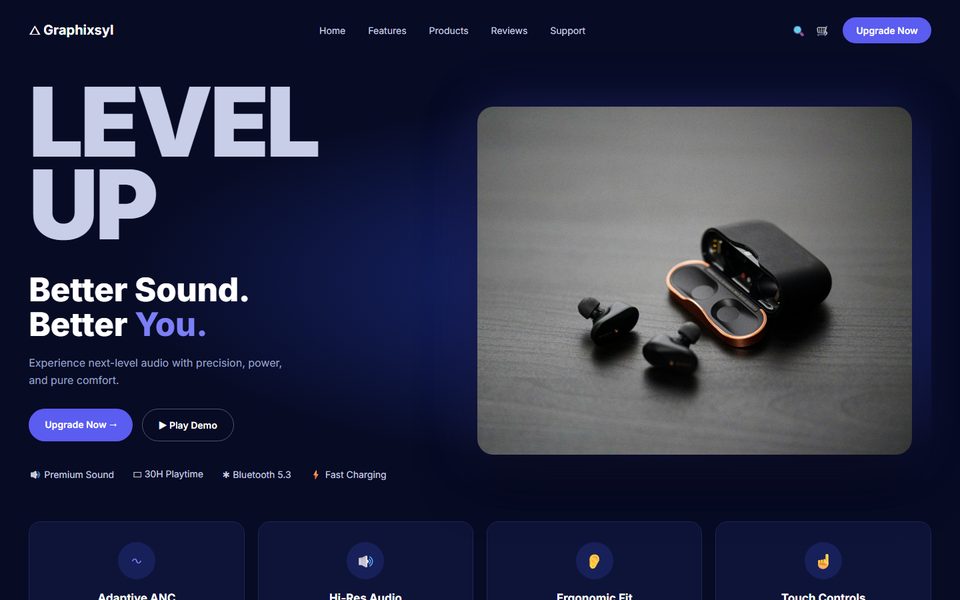 Graphixsyl
Home Features Products Reviews Support
Upgrade Now
LEVEL
UP
Better Sound.
Better You.
Experience next-level audio with precision, power,
and pure comfort.
Upgrade Now →
▶ Play Demo
Premium Sound
30H Playtime
Bluetooth 5.3
Fast Charging
Adaptive ANC
Hi-Res Audio
Ergonomic Fit
Touch Controls